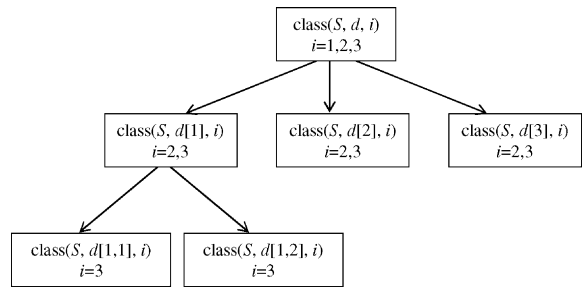 class(S, d, i)
i=1,2,3
class(S, d[1], i)
i=2,3
class(S, d[2], i)
i=2,3
class(S, d[3], i)
i=2,3
class(S, d[1,1], i)
i=3
class(S, d[1,2], i)
i=3